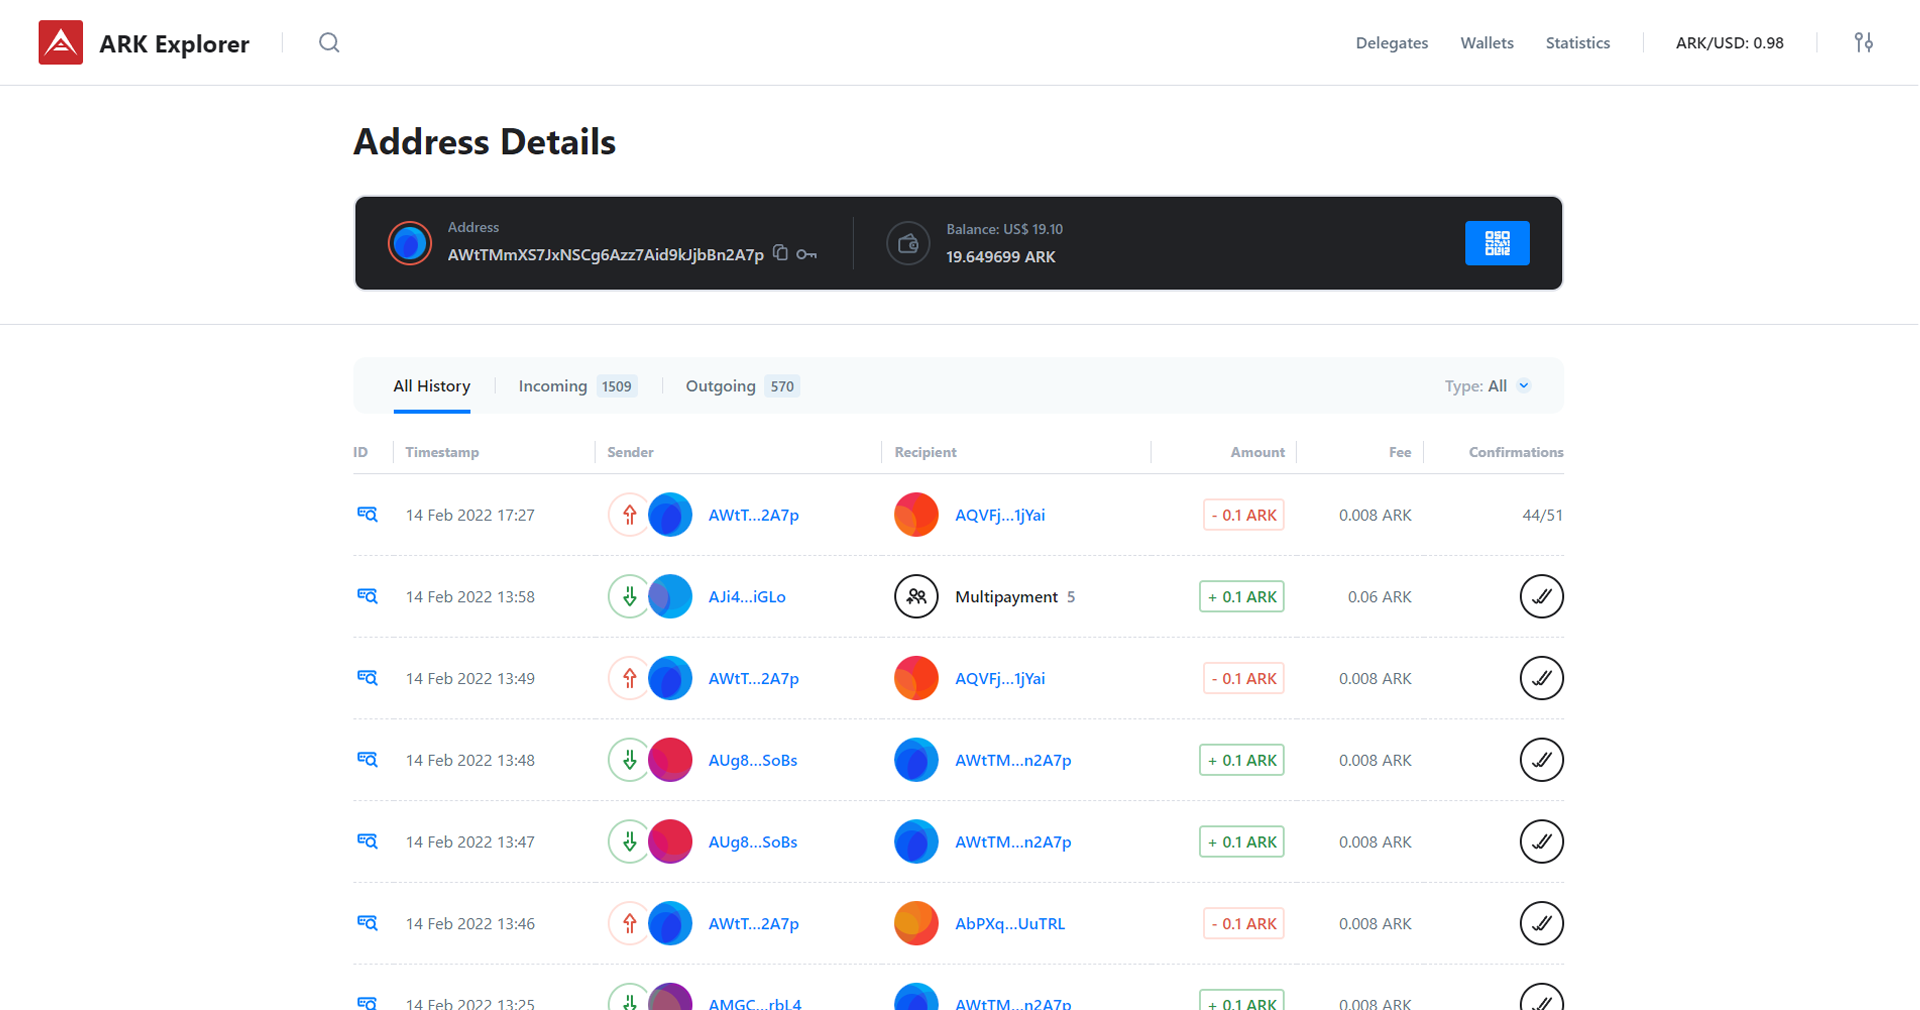 ARK Explorer
Delegates Wallets Statistics ARK/USD: 0.98
Address Details
Address
AWtTMmXS7JxNSCg6Azz7Aid9kJjbBn2A7p
Balance: US$ 19.10
19.649699 ARK
All History Incoming 1509 Outgoing 570 Type: All
ID Timestamp Sender Recipient Amount Fee Confirmations
14 Feb 2022 17:27 AWtT...2A7p AQVFj...1jYai - 0.1 ARK 0.008 ARK 44/51
14 Feb 2022 13:58 AJi4...iGLo Multipayment 5 + 0.1 ARK 0.06 ARK
14 Feb 2022 13:49 AWtT...2A7p AQVFj...1jYai - 0.1 ARK 0.008 ARK
14 Feb 2022 13:48 AUg8...SoBs AWtTM...n2A7p + 0.1 ARK 0.008 ARK
14 Feb 2022 13:47 AUg8...SoBs AWtTM...n2A7p + 0.1 ARK 0.008 ARK
14 Feb 2022 13:46 AWtT...2A7p AbPXq...UuTRL - 0.1 ARK 0.008 ARK
14 Feb 2022 13:25 AMGC...rbL4 AWtTM...n2A7p + 0.1 ARK 0.008 ARK